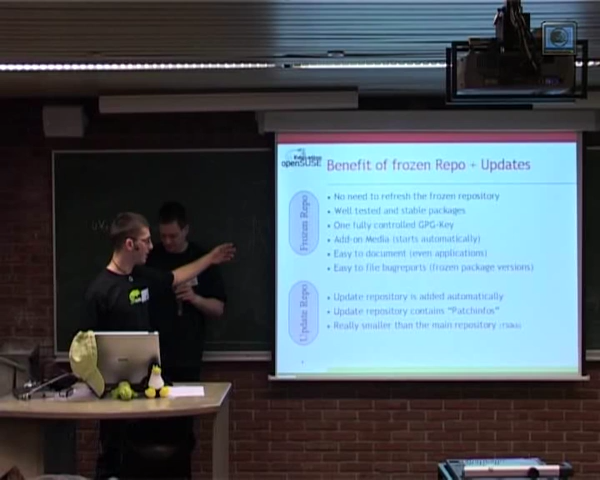 openSUSE
Benefit of frozen Repo + Updates
Frozen Repo
No need to refresh the frozen repository
Well tested and stable packages
One fully controlled GPG-Key
Add-on Media (starts automatically)
Easy to document (even applications)
Easy to file bugreports (frozen package versions)
Update Repo
Update repository is added automatically
Update repository contains "Patchinfos"
Really smaller than the main repository